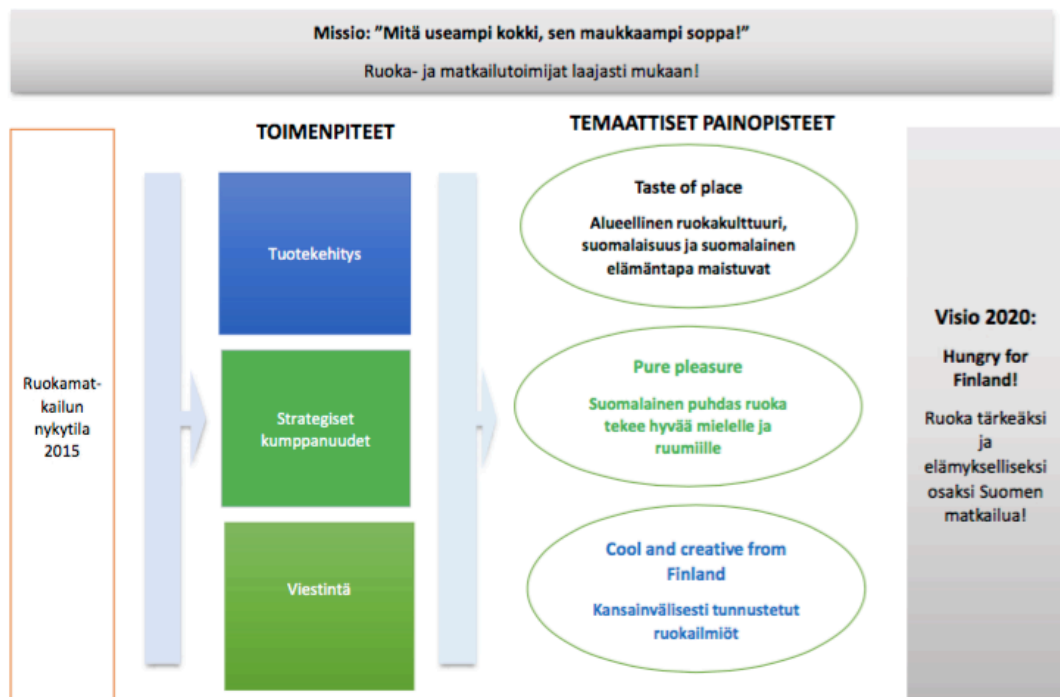 Missio: ”Mitä useampi kokki, sen maukkaampi soppa!”
Ruoka- ja matkailutoimijat laajasti mukaan!
TOIMENPITEET
TEMAATTISET PAINOPISTEET
Ruokamat-
kailun
nykytila
2015
Tuotekehitys
Strategiset
kumppanuudet
Viestintä
Taste of place
Alueellinen ruokakulttuuri,
suomalaisuus ja suomalainen
elämäntapa maistuvat
Pure pleasure
Suomalainen puhdas ruoka
tekee hyvää mielelle ja
ruumiille
Cool and creative from
Finland
Kansainvälisesti tunnustetut
ruokailmiöt
Visio 2020:
Hungry for
Finland!
Ruoka tärkeäksi
ja
elämykselliseksi
osaksi Suomen
matkailua!